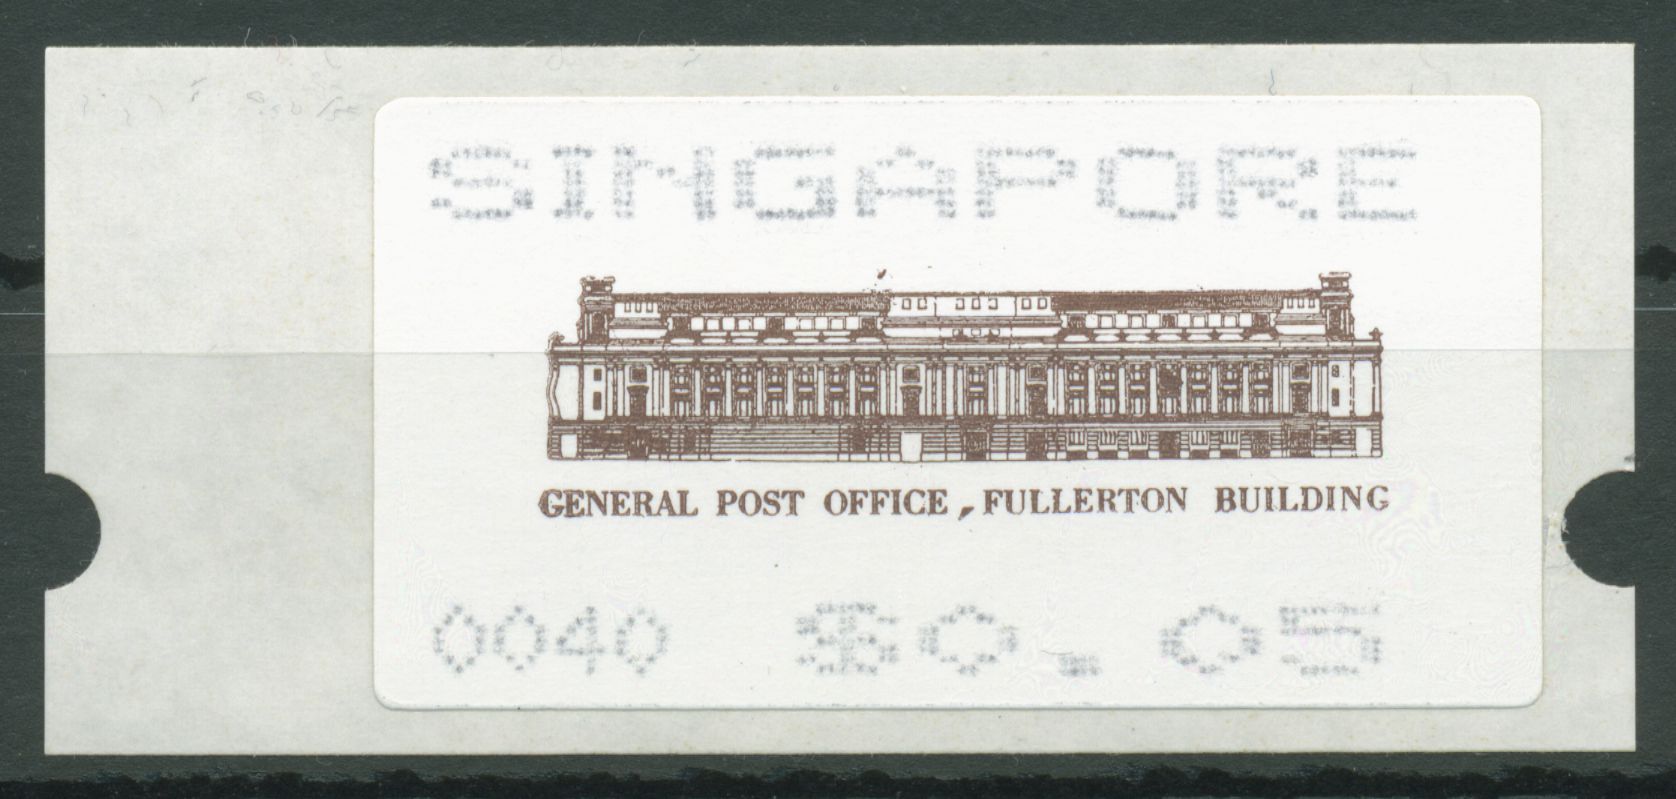 SINGAPORE
GENERAL POST OFFICE, FULLERTON BUILDING
0040 $0.05